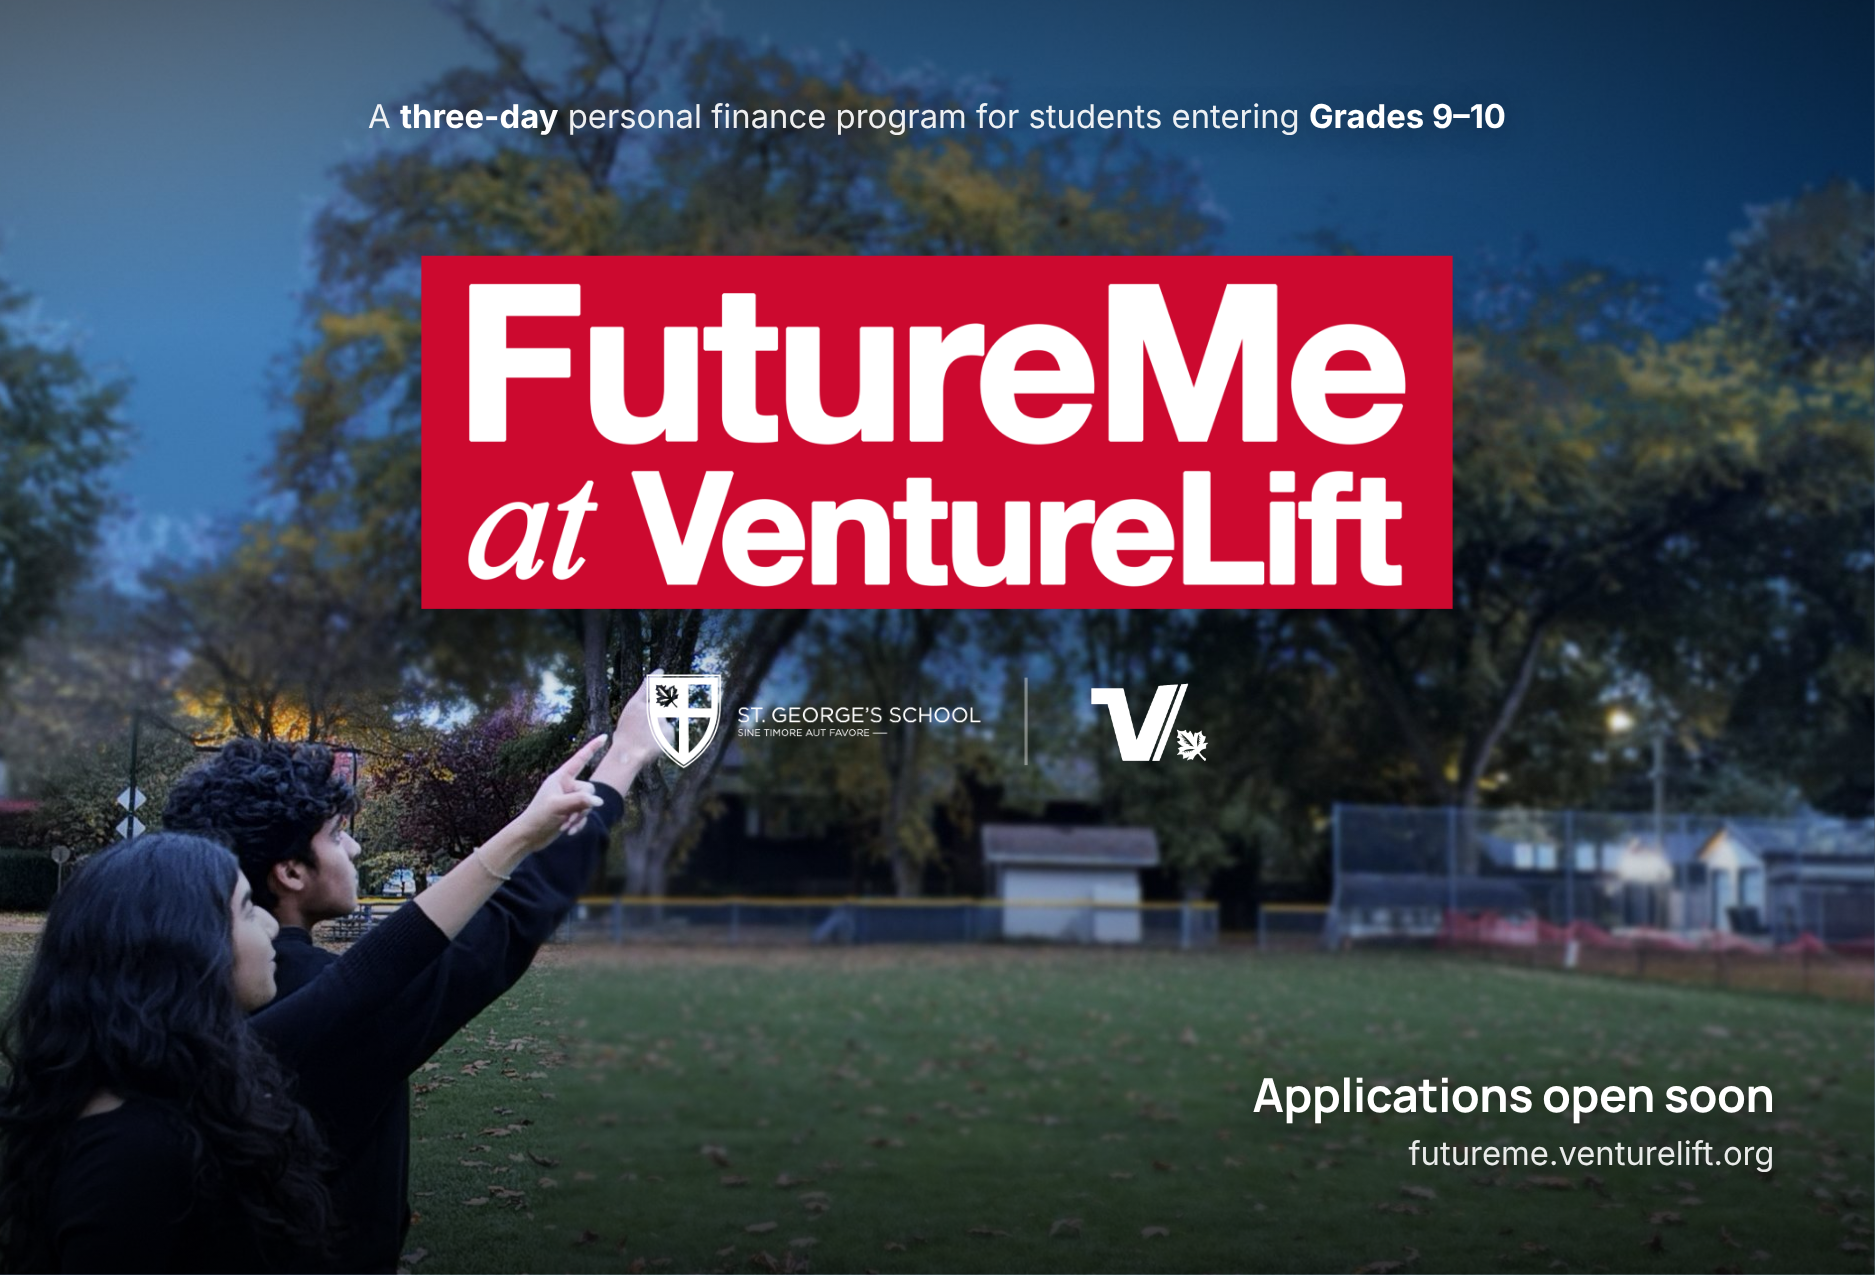 A three-day personal finance program for students entering Grades 9–10
FutureMe
at VentureLift
ST. GEORGE'S SCHOOL
SINE TIMORE AUT FAVORE —
V
Applications open soon
futureme.venturelift.org